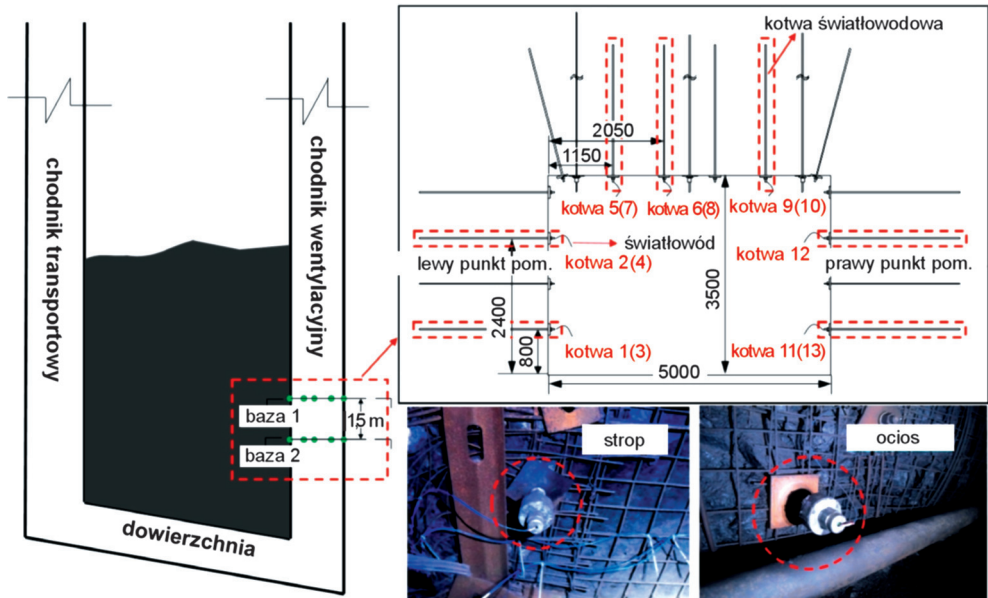 chodnik transportowy
chodnik wentylacyjny
baza 1
15 m
baza 2
dowierzchnia
kotwa światłowodowa
2050
1150
kotwa 5(7)
kotwa 6(8)
kotwa 9(10)
światłowód
kotwa 12
lewy punkt pom.
kotwa 2(4)
prawy punkt pom.
3500
2400
800
kotwa 1(3)
kotwa 11(13)
5000
strop
ocios